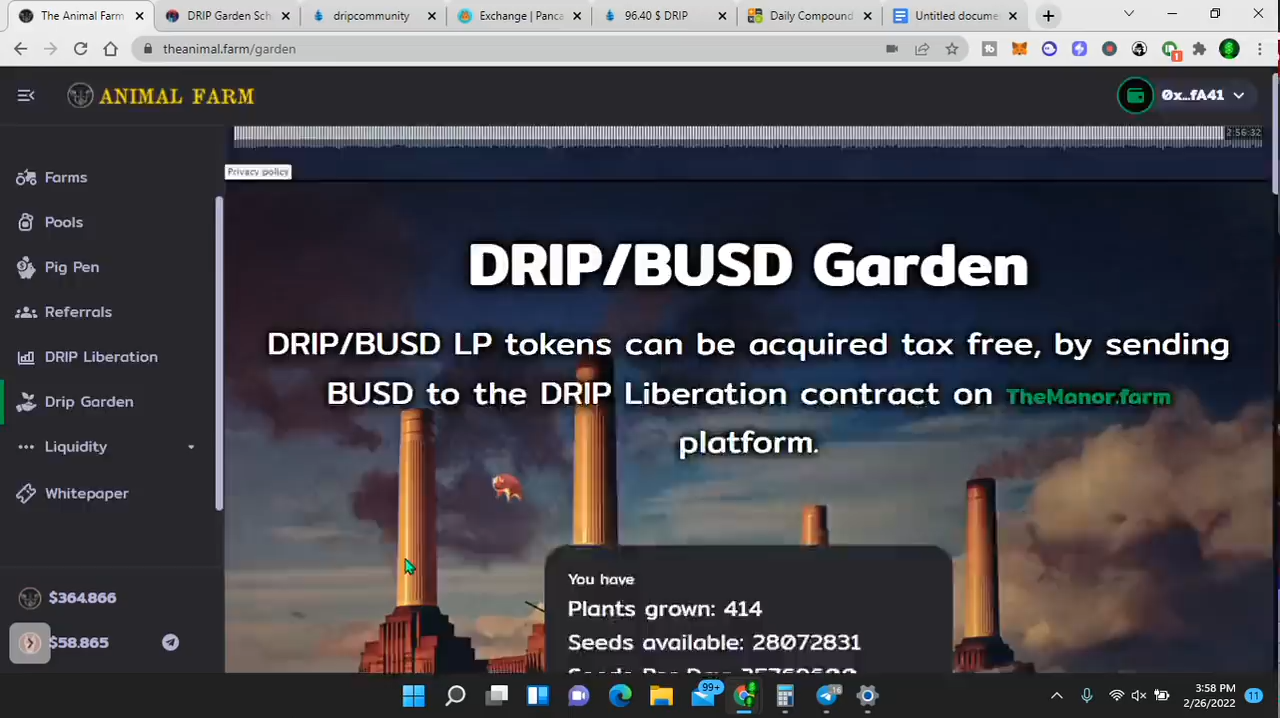 The Animal Farm
DRIP Garden Sch
dripcommunity
Exchange | Panca
96.40 $ DRIP
Daily Compound
Untitled docume
theanimal.farm/garden
ANIMAL FARM
0x...fA41
2:56:32
Privacy policy
Farms
Pools
Pig Pen
Referrals
DRIP Liberation
Drip Garden
Liquidity
Whitepaper
$364.866
$58.865
DRIP/BUSD Garden
DRIP/BUSD LP tokens can be acquired tax free, by sending
BUSD to the DRIP Liberation contract on TheManor.farm
platform.
You have
Plants grown: 414
Seeds available: 28072831
99+
16
3:58 PM
2/26/2022
11